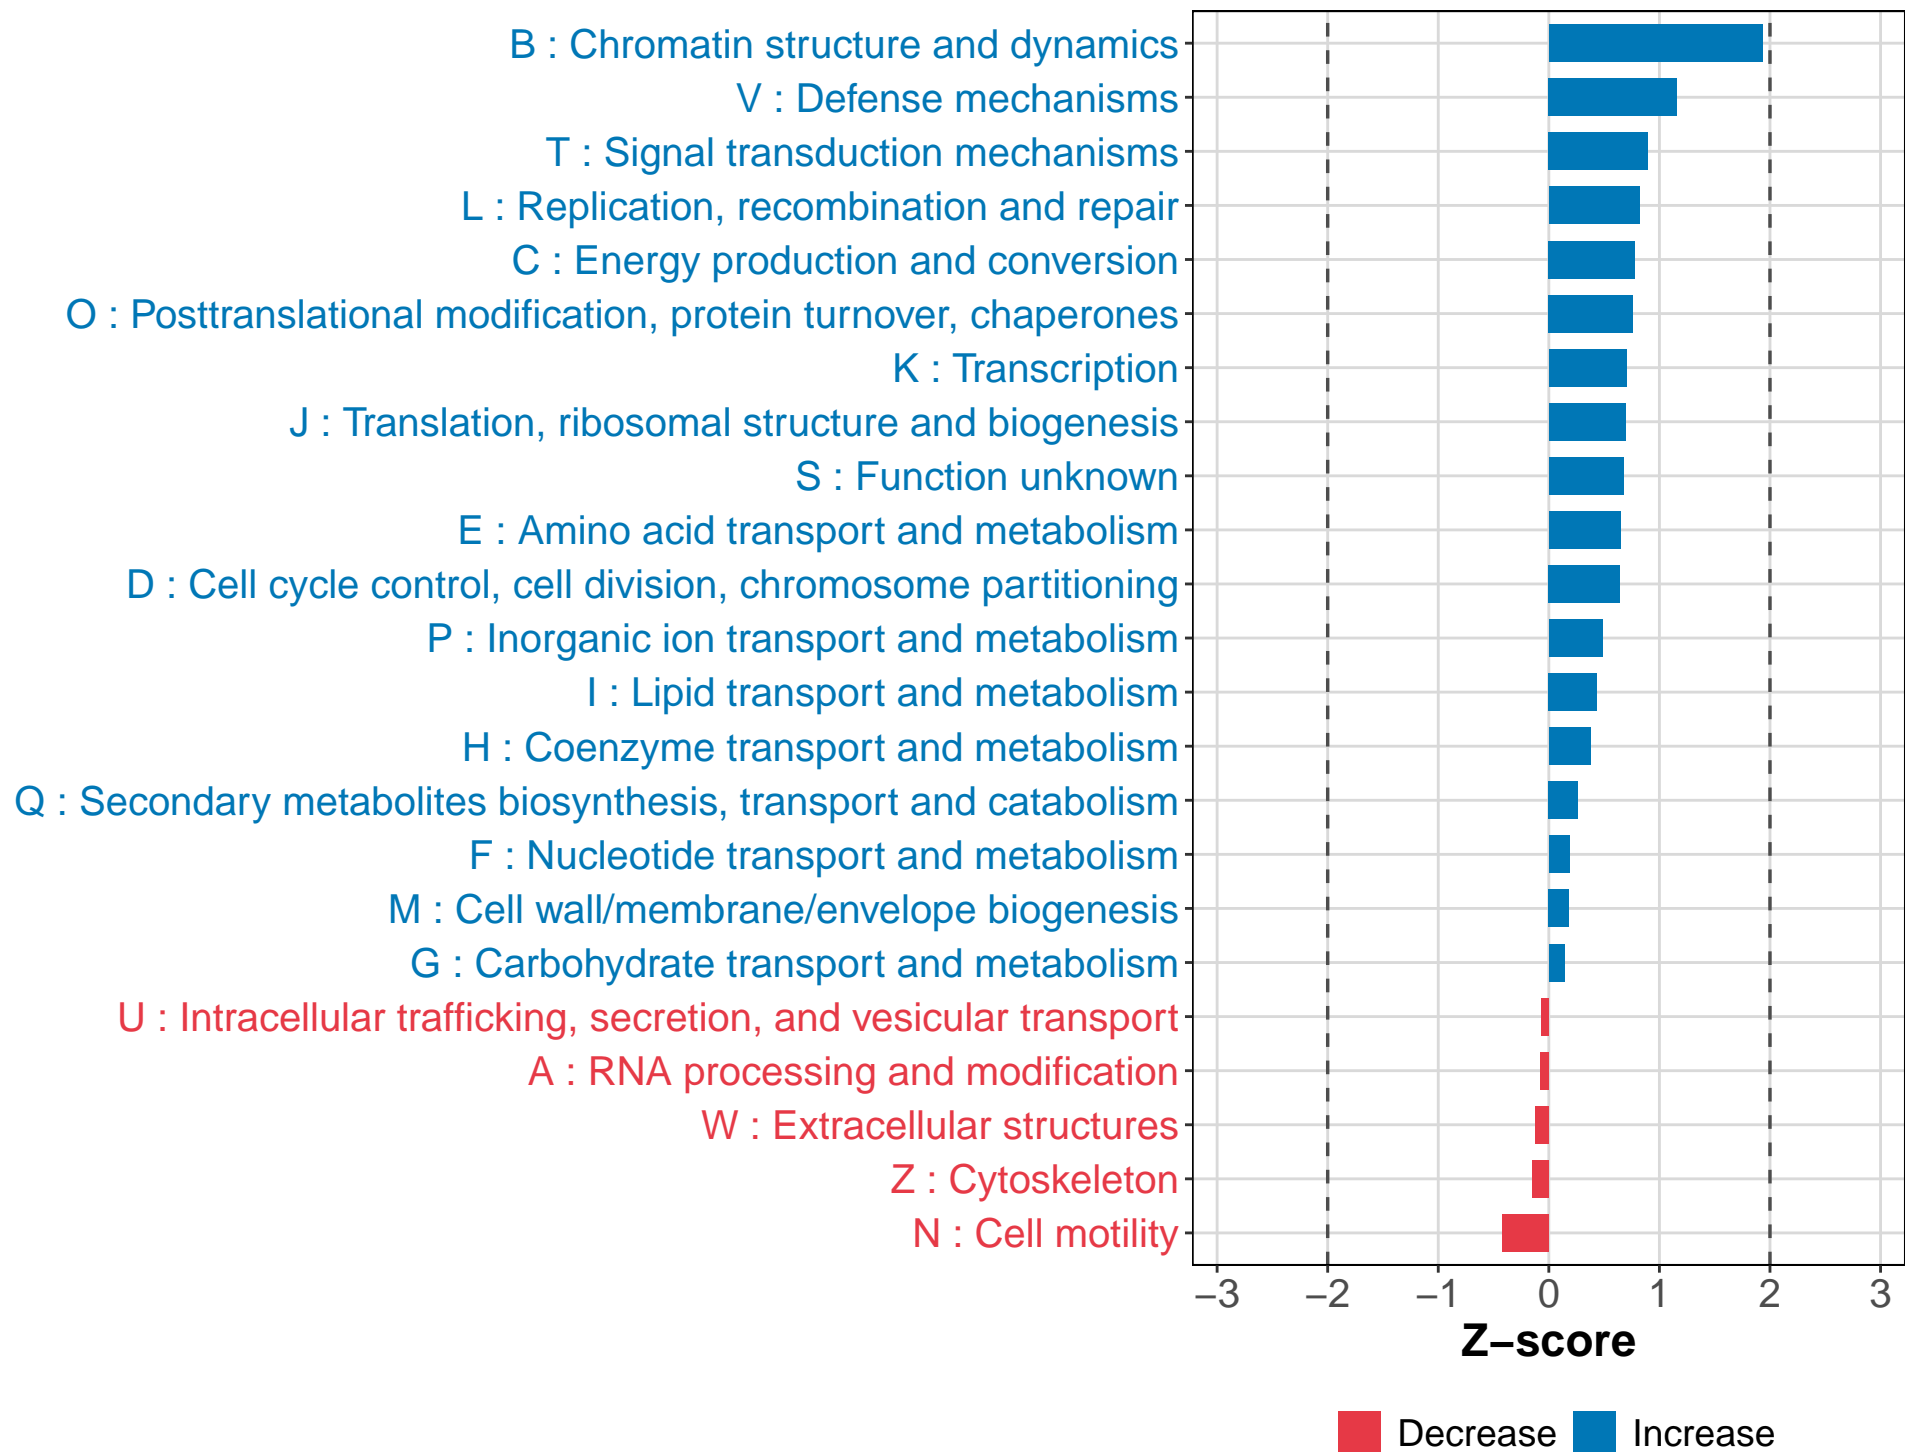 B : Chromatin structure and dynamics
V : Defense mechanisms
T : Signal transduction mechanisms
L : Replication, recombination and repair
C : Energy production and conversion
O : Posttranslational modification, protein turnover, chaperones
K : Transcription
J : Translation, ribosomal structure and biogenesis
S : Function unknown
E : Amino acid transport and metabolism
D : Cell cycle control, cell division, chromosome partitioning
P : Inorganic ion transport and metabolism
I : Lipid transport and metabolism
H : Coenzyme transport and metabolism
Q : Secondary metabolites biosynthesis, transport and catabolism
F : Nucleotide transport and metabolism
M : Cell wall/membrane/envelope biogenesis
G : Carbohydrate transport and metabolism
U : Intracellular trafficking, secretion, and vesicular transport
A : RNA processing and modification
W : Extracellular structures
Z : Cytoskeleton
N : Cell motility
−3 −2 −1 0 1 2 3
Z−score
Decrease Increase